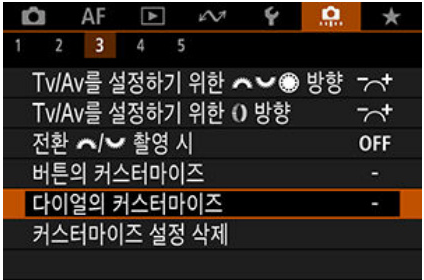 AF
1 2 3 4 5
Tv/Av를 설정하기 위한 방향 -+
Tv/Av를 설정하기 위한 방향 -+
전환 / 촬영 시 OFF
버튼의 커스터마이즈 -
다이얼의 커스터마이즈 -
커스터마이즈 설정 삭제